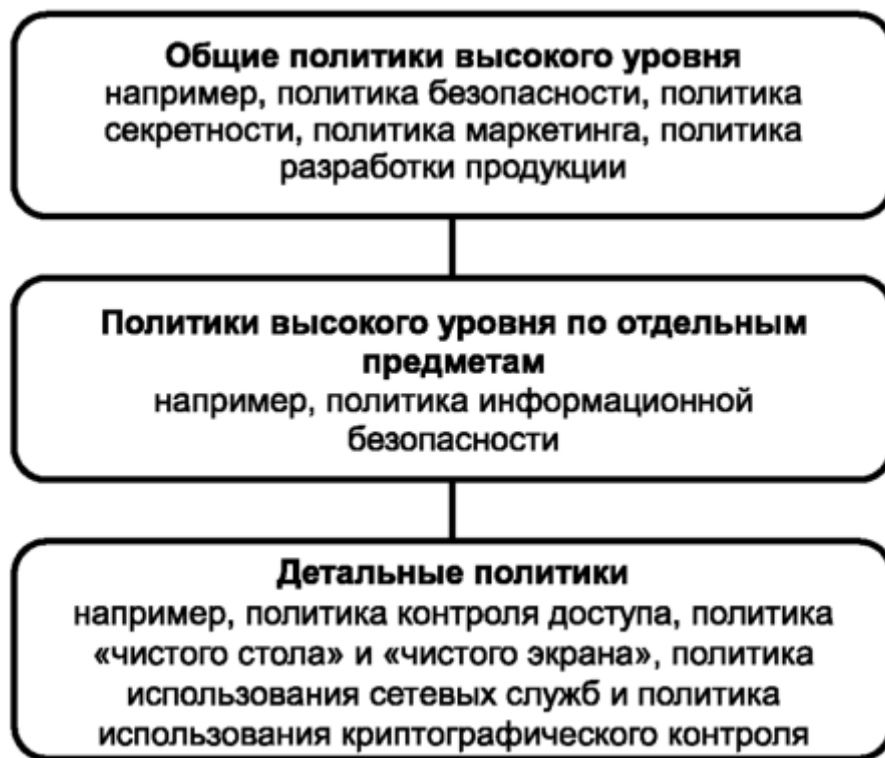 Общие политики высокого уровня
например, политика безопасности, политика
секретности, политика маркетинга, политика
разработки продукции
Политики высокого уровня по отдельным
предметам
например, политика информационной
безопасности
Детальные политики
например, политика контроля доступа, политика
«чистого стола» и «чистого экрана», политика
использования сетевых служб и политика
использования криптографического контроля